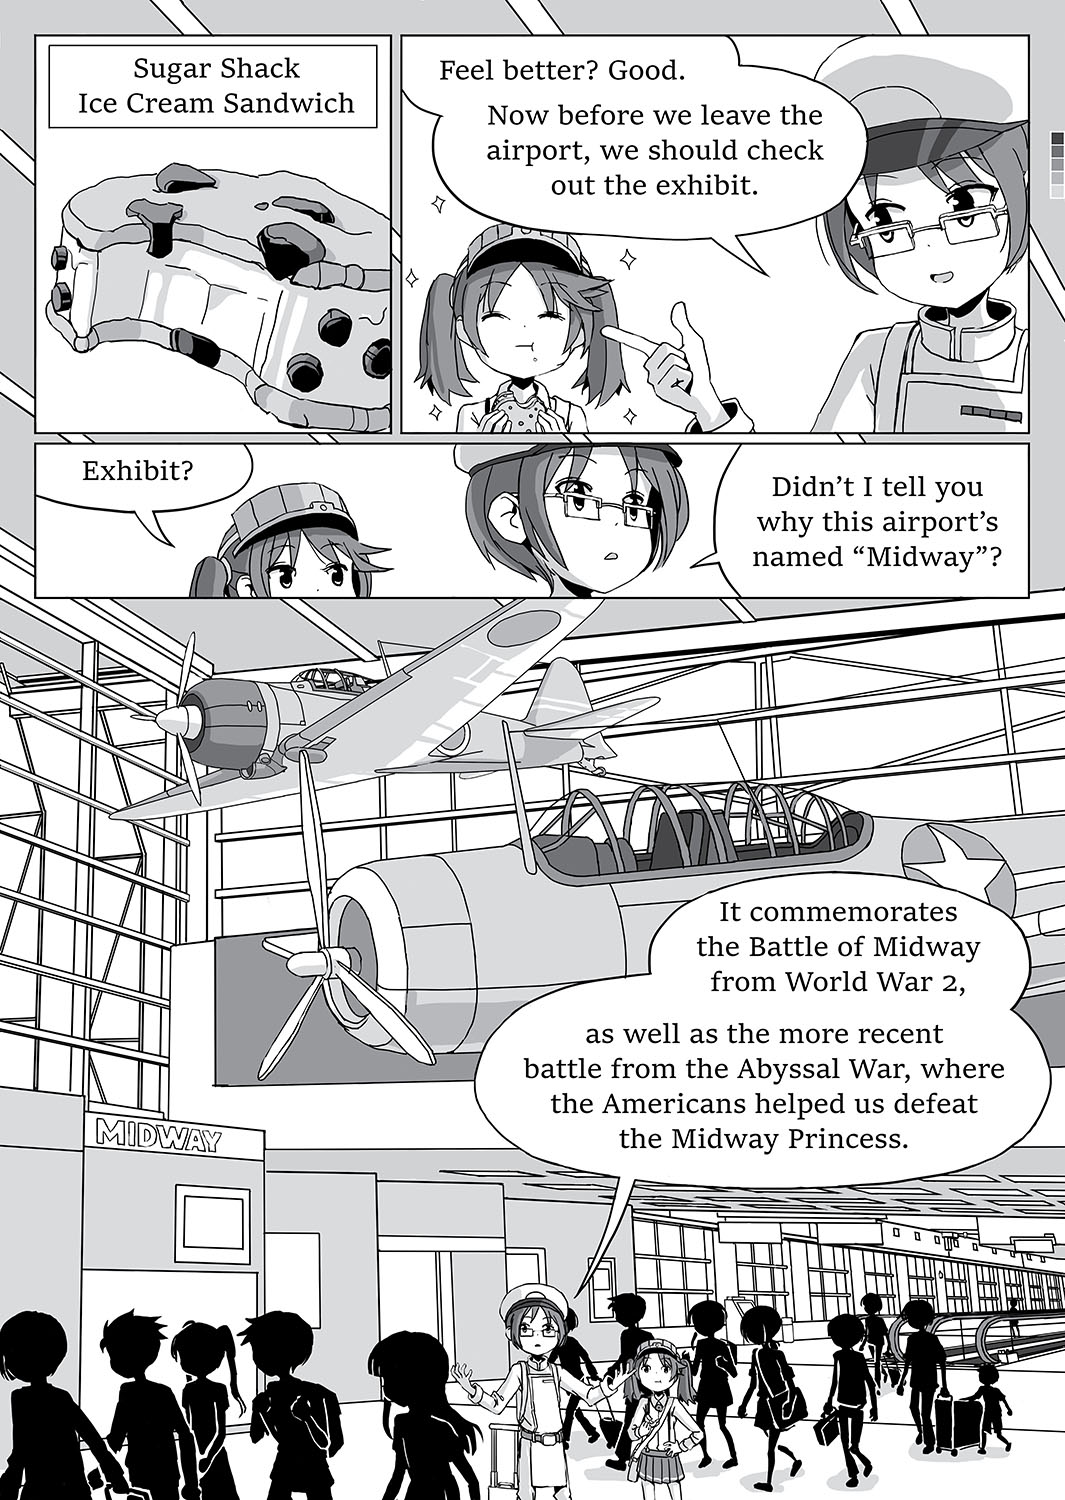 Sugar Shack
Ice Cream Sandwich
Feel better? Good.
Now before we leave the
airport, we should check
out the exhibit.
Exhibit?
Didn't I tell you
why this airport's
named “Midway”?
It commemorates
the Battle of Midway
from World War 2,
as well as the more recent
battle from the Abyssal War, where
the Americans helped us defeat
the Midway Princess.
MIDWAY